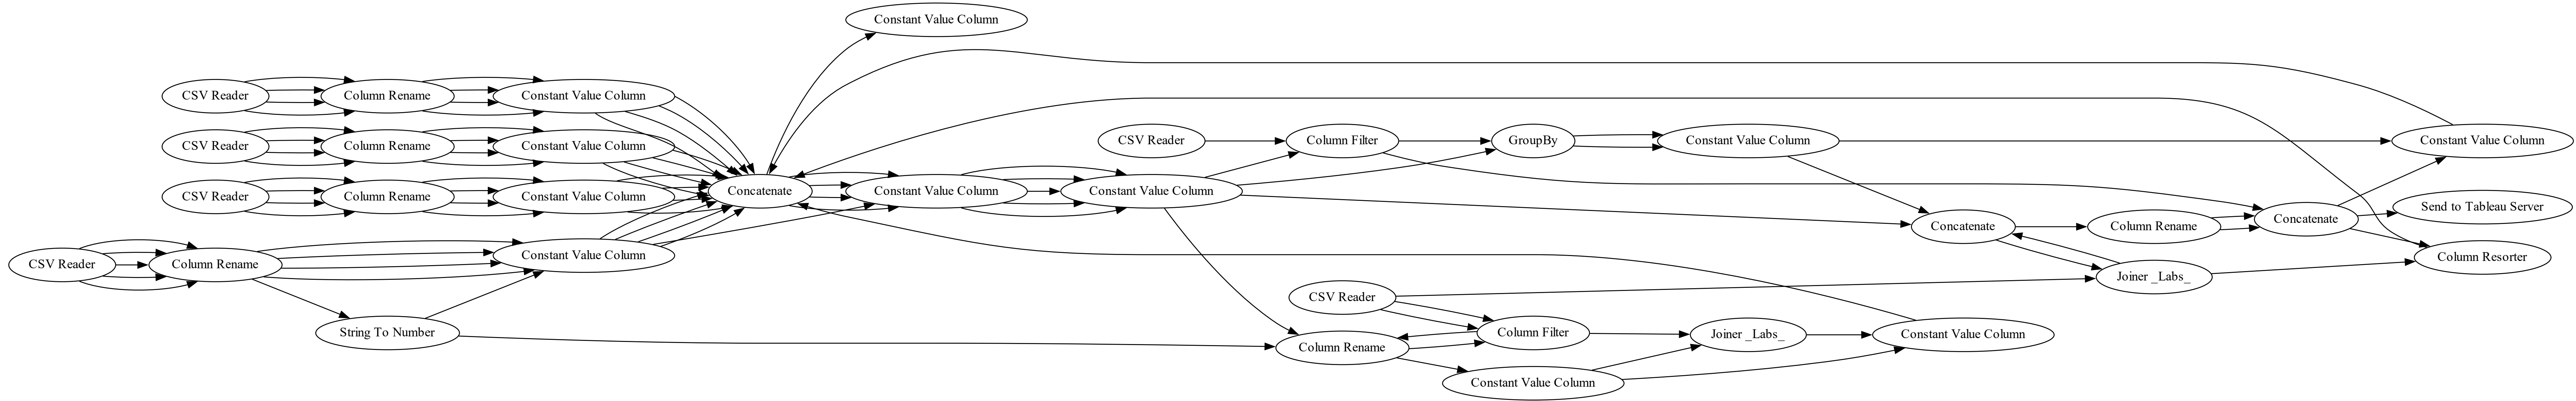 Constant Value Column
CSV Reader
Column Rename
Constant Value Column
CSV Reader
Column Rename
Constant Value Column
CSV Reader
Column Filter
GroupBy
Constant Value Column
Constant Value Column
CSV Reader
Column Rename
Constant Value Column
Concatenate
Constant Value Column
Constant Value Column
Send to Tableau Server
Concatenate
Column Rename
Concatenate
CSV Reader
Column Rename
Constant Value Column
Column Resorter
Joiner _Labs_
CSV Reader
String To Number
Column Filter
Joiner _Labs_
Constant Value Column
Column Rename
Constant Value Column